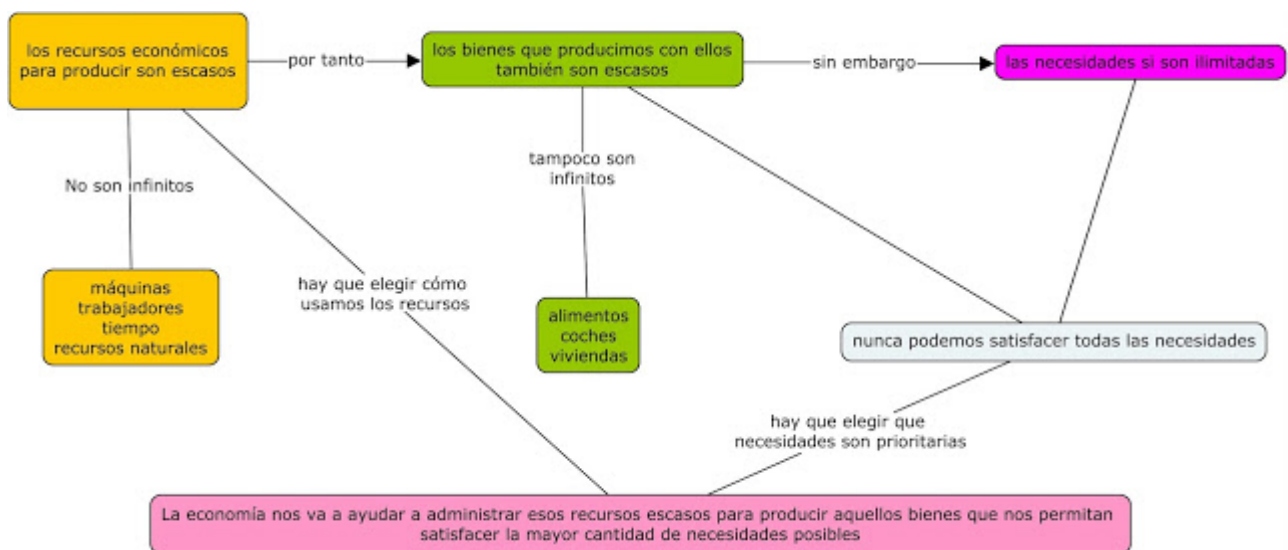 los recursos económicos
para producir son escasos
por tanto
los bienes que producimos con ellos
también son escasos
sin embargo
las necesidades si son ilimitadas
No son infinitos
tampoco son
infinitos
máquinas
trabajadores
tiempo
recursos naturales
hay que elegir cómo
usamos los recursos
alimentos
coches
viviendas
nunca podemos satisfacer todas las necesidades
hay que elegir que
necesidades son prioritarias
La economía nos va a ayudar a administrar esos recursos escasos para producir aquellos bienes que nos permitan
satisfacer la mayor cantidad de necesidades posibles